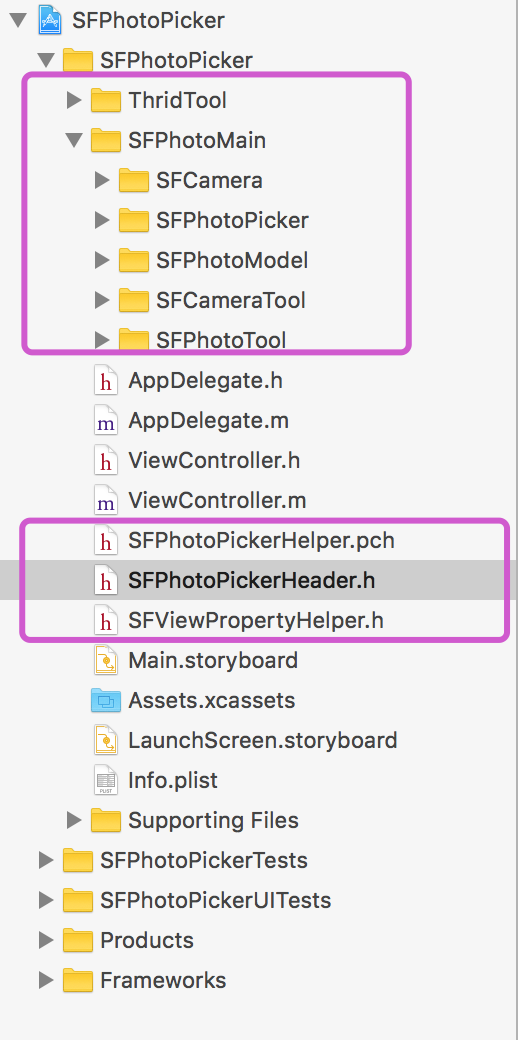 SFPhotoPicker
SFPhotoPicker
ThridTool
SFPhotoMain
SFCamera
SFPhotoPicker
SFPhotoModel
SFCameraTool
SFPhotoTool
h AppDelegate.h
m AppDelegate.m
h ViewController.h
m ViewController.m
h SFPhotoPickerHelper.pch
h SFPhotoPickerHeader.h
h SFViewPropertyHelper.h
Main.storyboard
Assets.xcassets
LaunchScreen.storyboard
PLIST Info.plist
Supporting Files
SFPhotoPickerTests
SFPhotoPickerUITests
Products
Frameworks